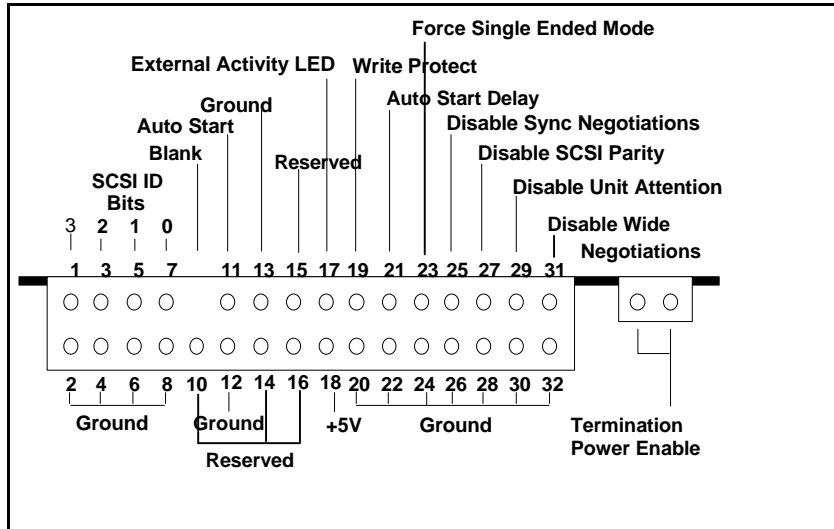 Force Single Ended Mode
External Activity LED
Write Protect
Ground
Auto Start Delay
Auto Start
Disable Sync Negotiations
Blank
Reserved
Disable SCSI Parity
SCSI ID
Bits
Disable Unit Attention
3 2 1 0
Disable Wide
Negotiations
1 3 5 7 11 13 15 17 19 21 23 25 27 29 31
2 4 6 8 10 12 14 16 18 20 22 24 26 28 30 32
Ground
Ground
+5V
Ground
Termination
Power Enable
Reserved